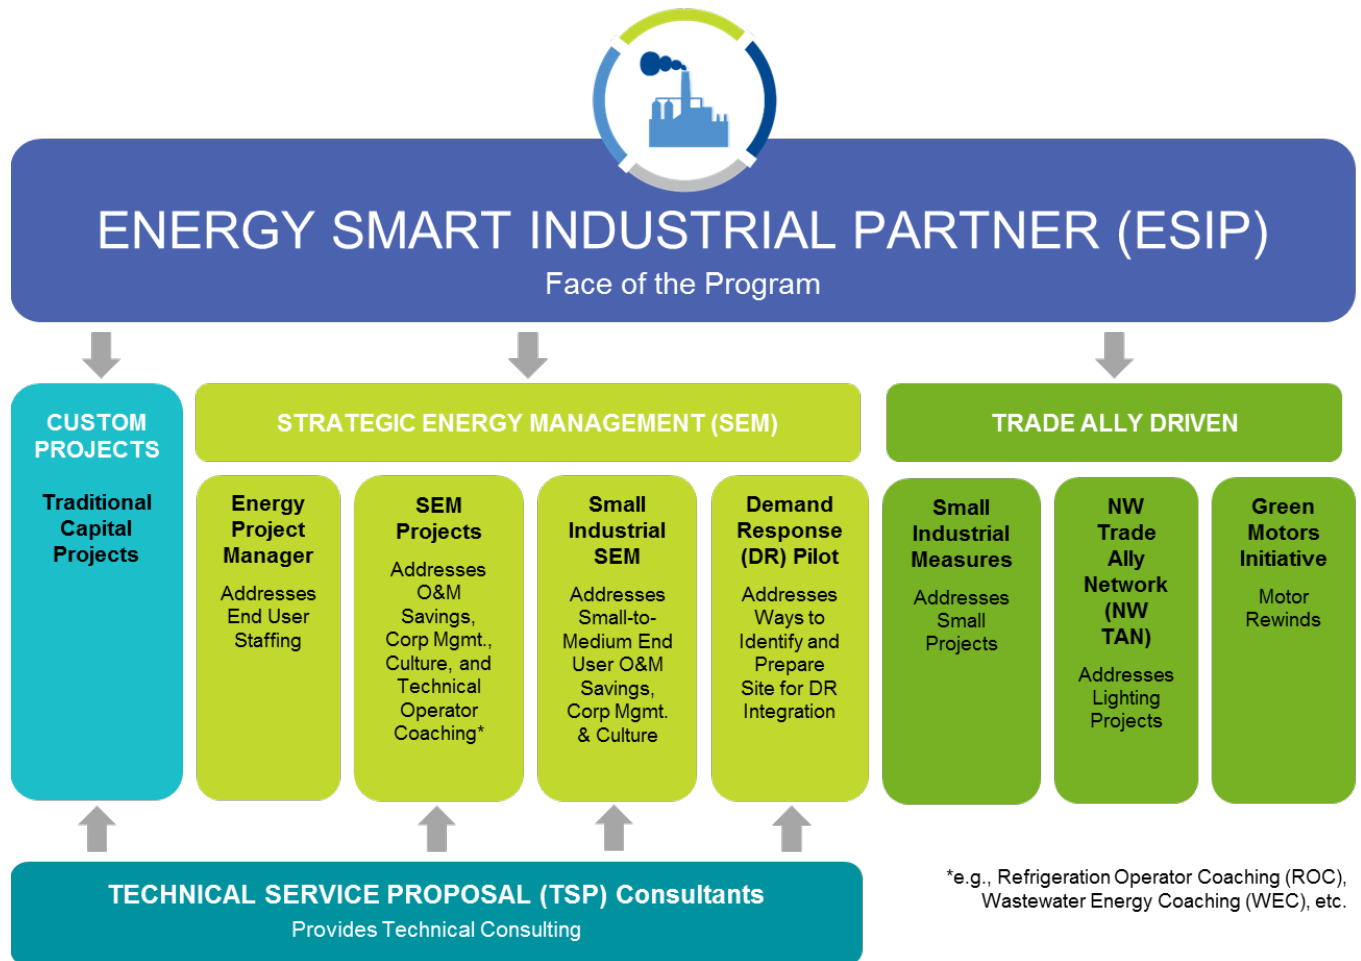 ENERGY SMART INDUSTRIAL PARTNER (ESIP)
Face of the Program
CUSTOM
PROJECTS
Traditional
Capital
Projects
STRATEGIC ENERGY MANAGEMENT (SEM)
Energy
Project
Manager
Addresses
End User
Staffing
SEM
Projects
Addresses
O&M
Savings,
Corp Mgmt.,
Culture, and
Technical
Operator
Coaching*
Small
Industrial
SEM
Addresses
Small-to-
Medium End
User O&M
Savings,
Corp Mgmt.
& Culture
Demand
Response
(DR) Pilot
Addresses
Ways to
Identify and
Prepare
Site for DR
Integration
TRADE ALLY DRIVEN
Small
Industrial
Measures
Addresses
Small
Projects
NW
Trade
Ally
Network
(NW
TAN)
Addresses
Lighting
Projects
Green
Motors
Initiative
Motor
Rewinds
TECHNICAL SERVICE PROPOSAL (TSP) Consultants
Provides Technical Consulting
*e.g., Refrigeration Operator Coaching (ROC),
Wastewater Energy Coaching (WEC), etc.